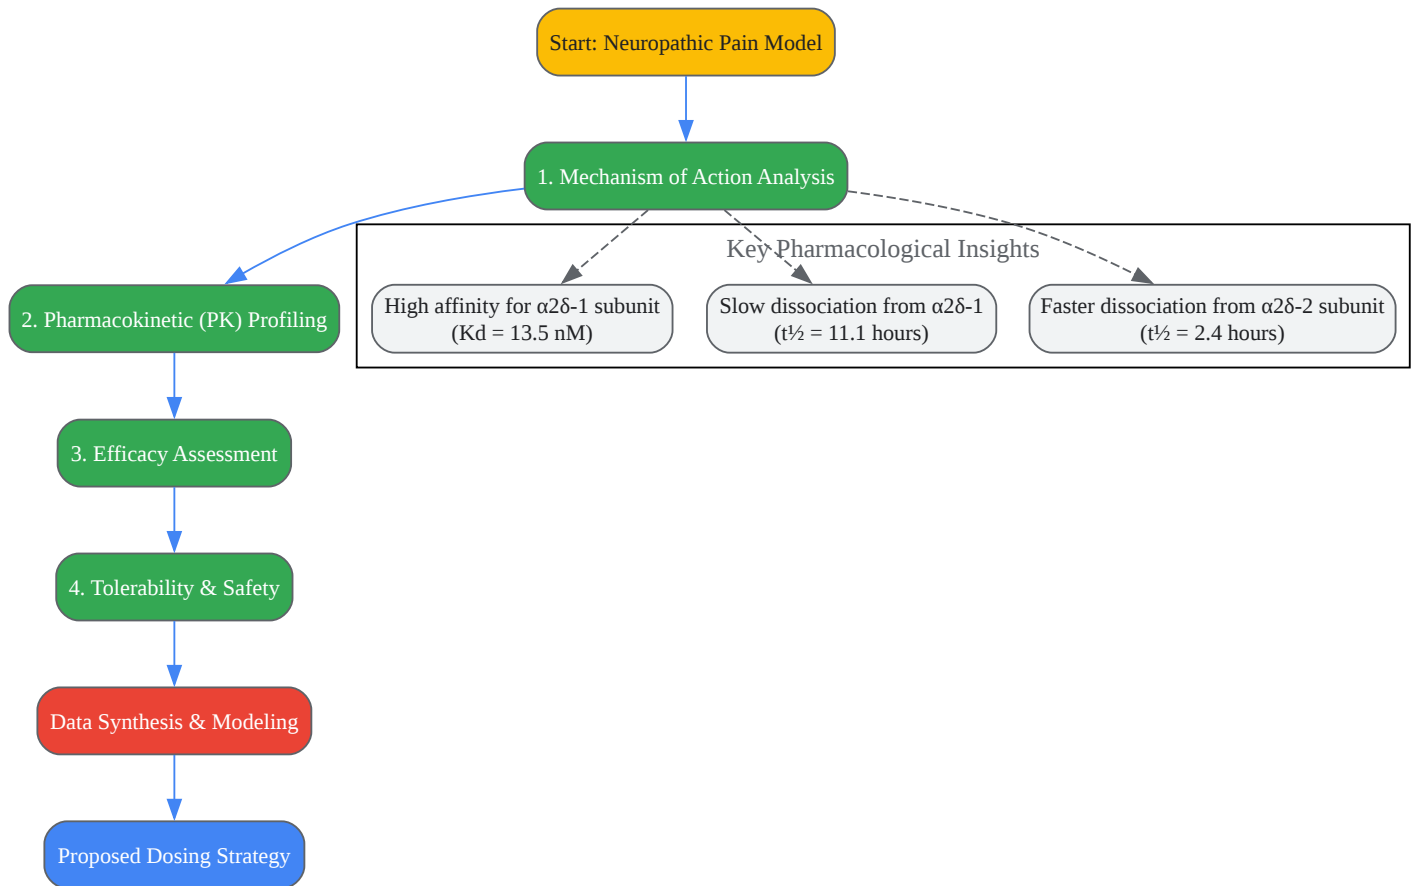 Start: Neuropathic Pain Model
1. Mechanism of Action Analysis
Key Pharmacological Insights
2. Pharmacokinetic (PK) Profiling
High affinity for α2δ-1 subunit
(Kd = 13.5 nM)
Slow dissociation from α2δ-1
(t½ = 11.1 hours)
Faster dissociation from α2δ-2 subunit
(t½ = 2.4 hours)
3. Efficacy Assessment
4. Tolerability & Safety
Data Synthesis & Modeling
Proposed Dosing Strategy